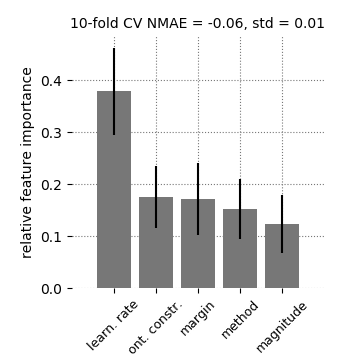 10-fold CV NMAE = -0.06, std = 0.01
relative feature importance
0.4
0.3
0.2
0.1
0.0
learn. rate
ont. constr.
margin
method
magnitude